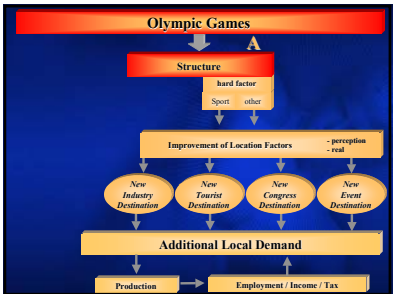 Olympic Games
A
Structure
hard factor
Sport other
Improvement of Location Factors
- perception
- real
New Industry Destination
New Tourist Destination
New Congress Destination
New Event Destination
Additional Local Demand
Production
Employment / Income / Tax